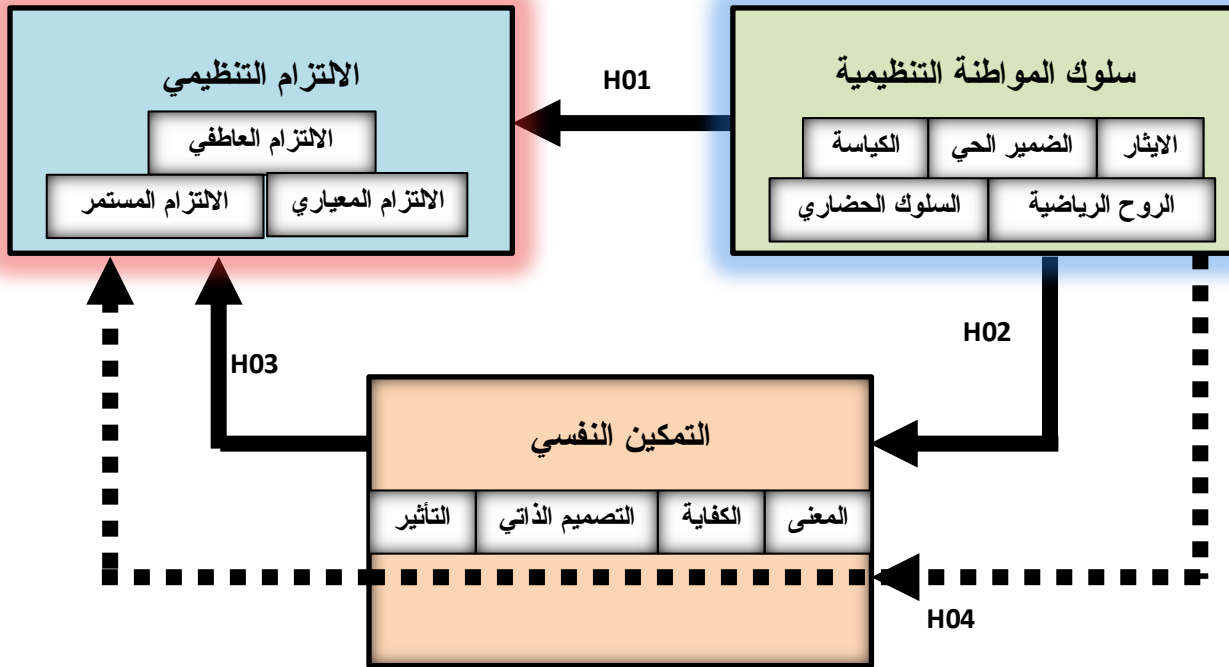 سلوك المواطنة التنظيمية
الايثار
الضمير الحي
الكياسة
الروح الرياضية
السلوك الحضاري
H01
الالتزام التنظيمي
الالتزام العاطفي
الالتزام المعياري
الالتزام المستمر
H02
H03
التمكين النفسي
المعنى
الكفاية
التصميم الذاتي
التأثير
H04